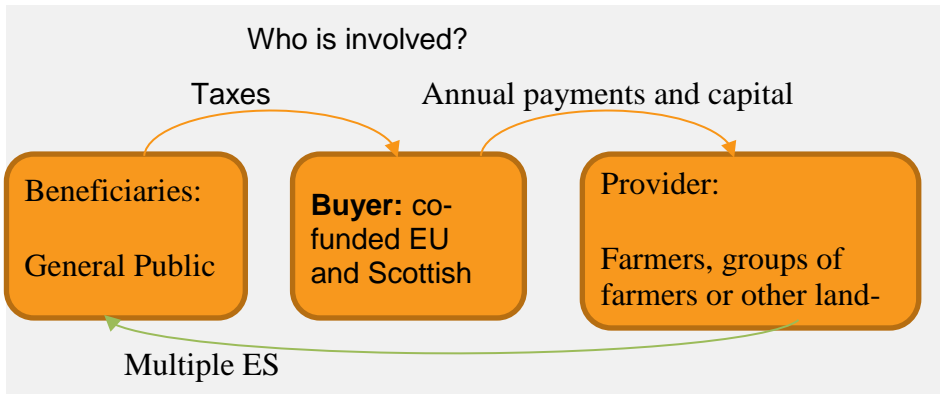 Who is involved?
Taxes
Annual payments and capital
Beneficiaries:
General Public
Buyer: co-
funded EU
and Scottish
Provider:
Farmers, groups of
farmers or other land-
Multiple ES